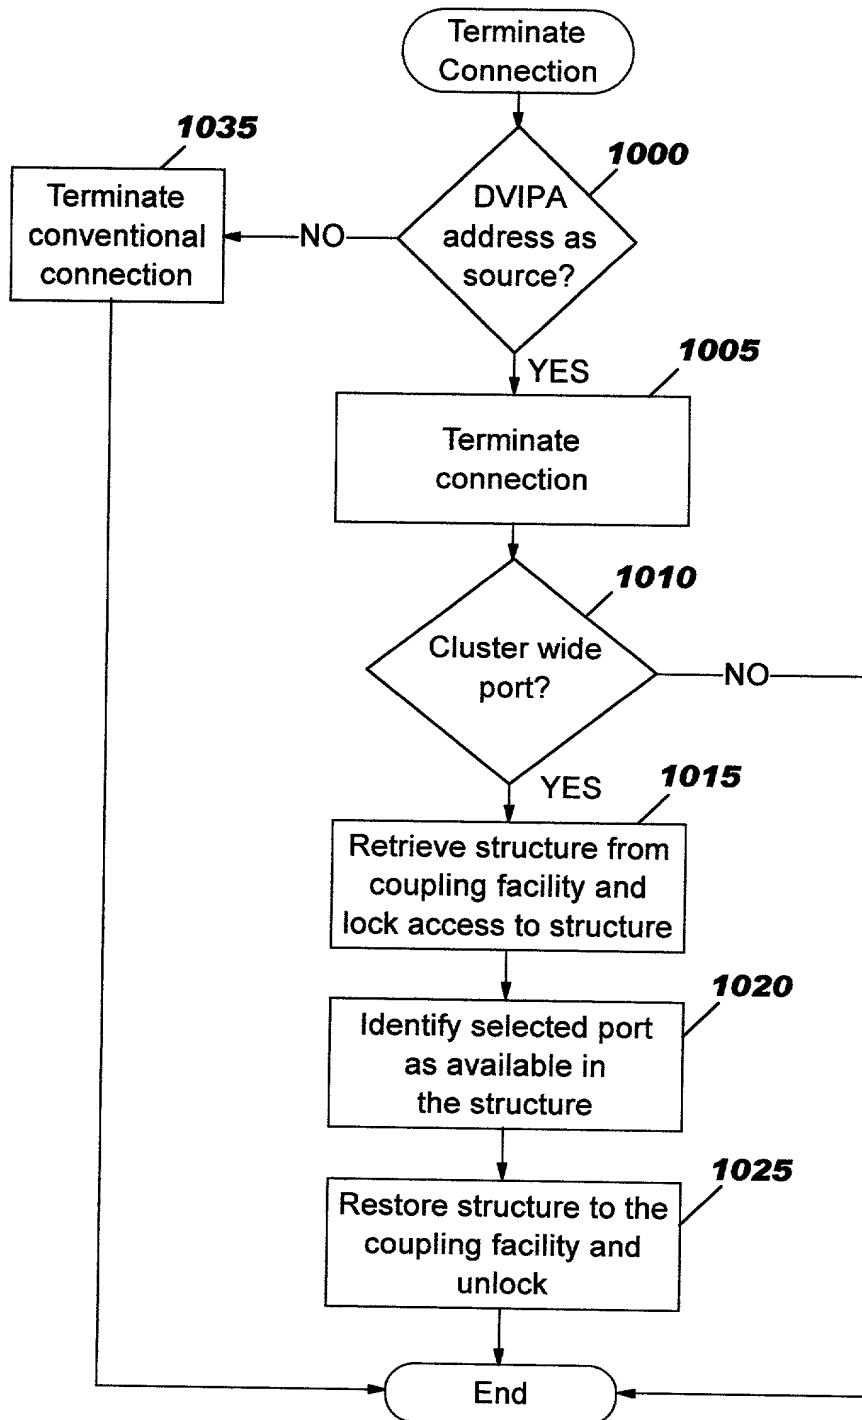 Terminate
Connection
1035
1000
Terminate
conventional
connection
NO
DVIPA
address as
source?
YES
1005
Terminate
connection
1010
Cluster wide
port?
NO
YES
1015
Retrieve structure from
coupling facility and
lock access to structure
1020
Identify selected port
as available in
the structure
1025
Restore structure to the
coupling facility and
unlock
End